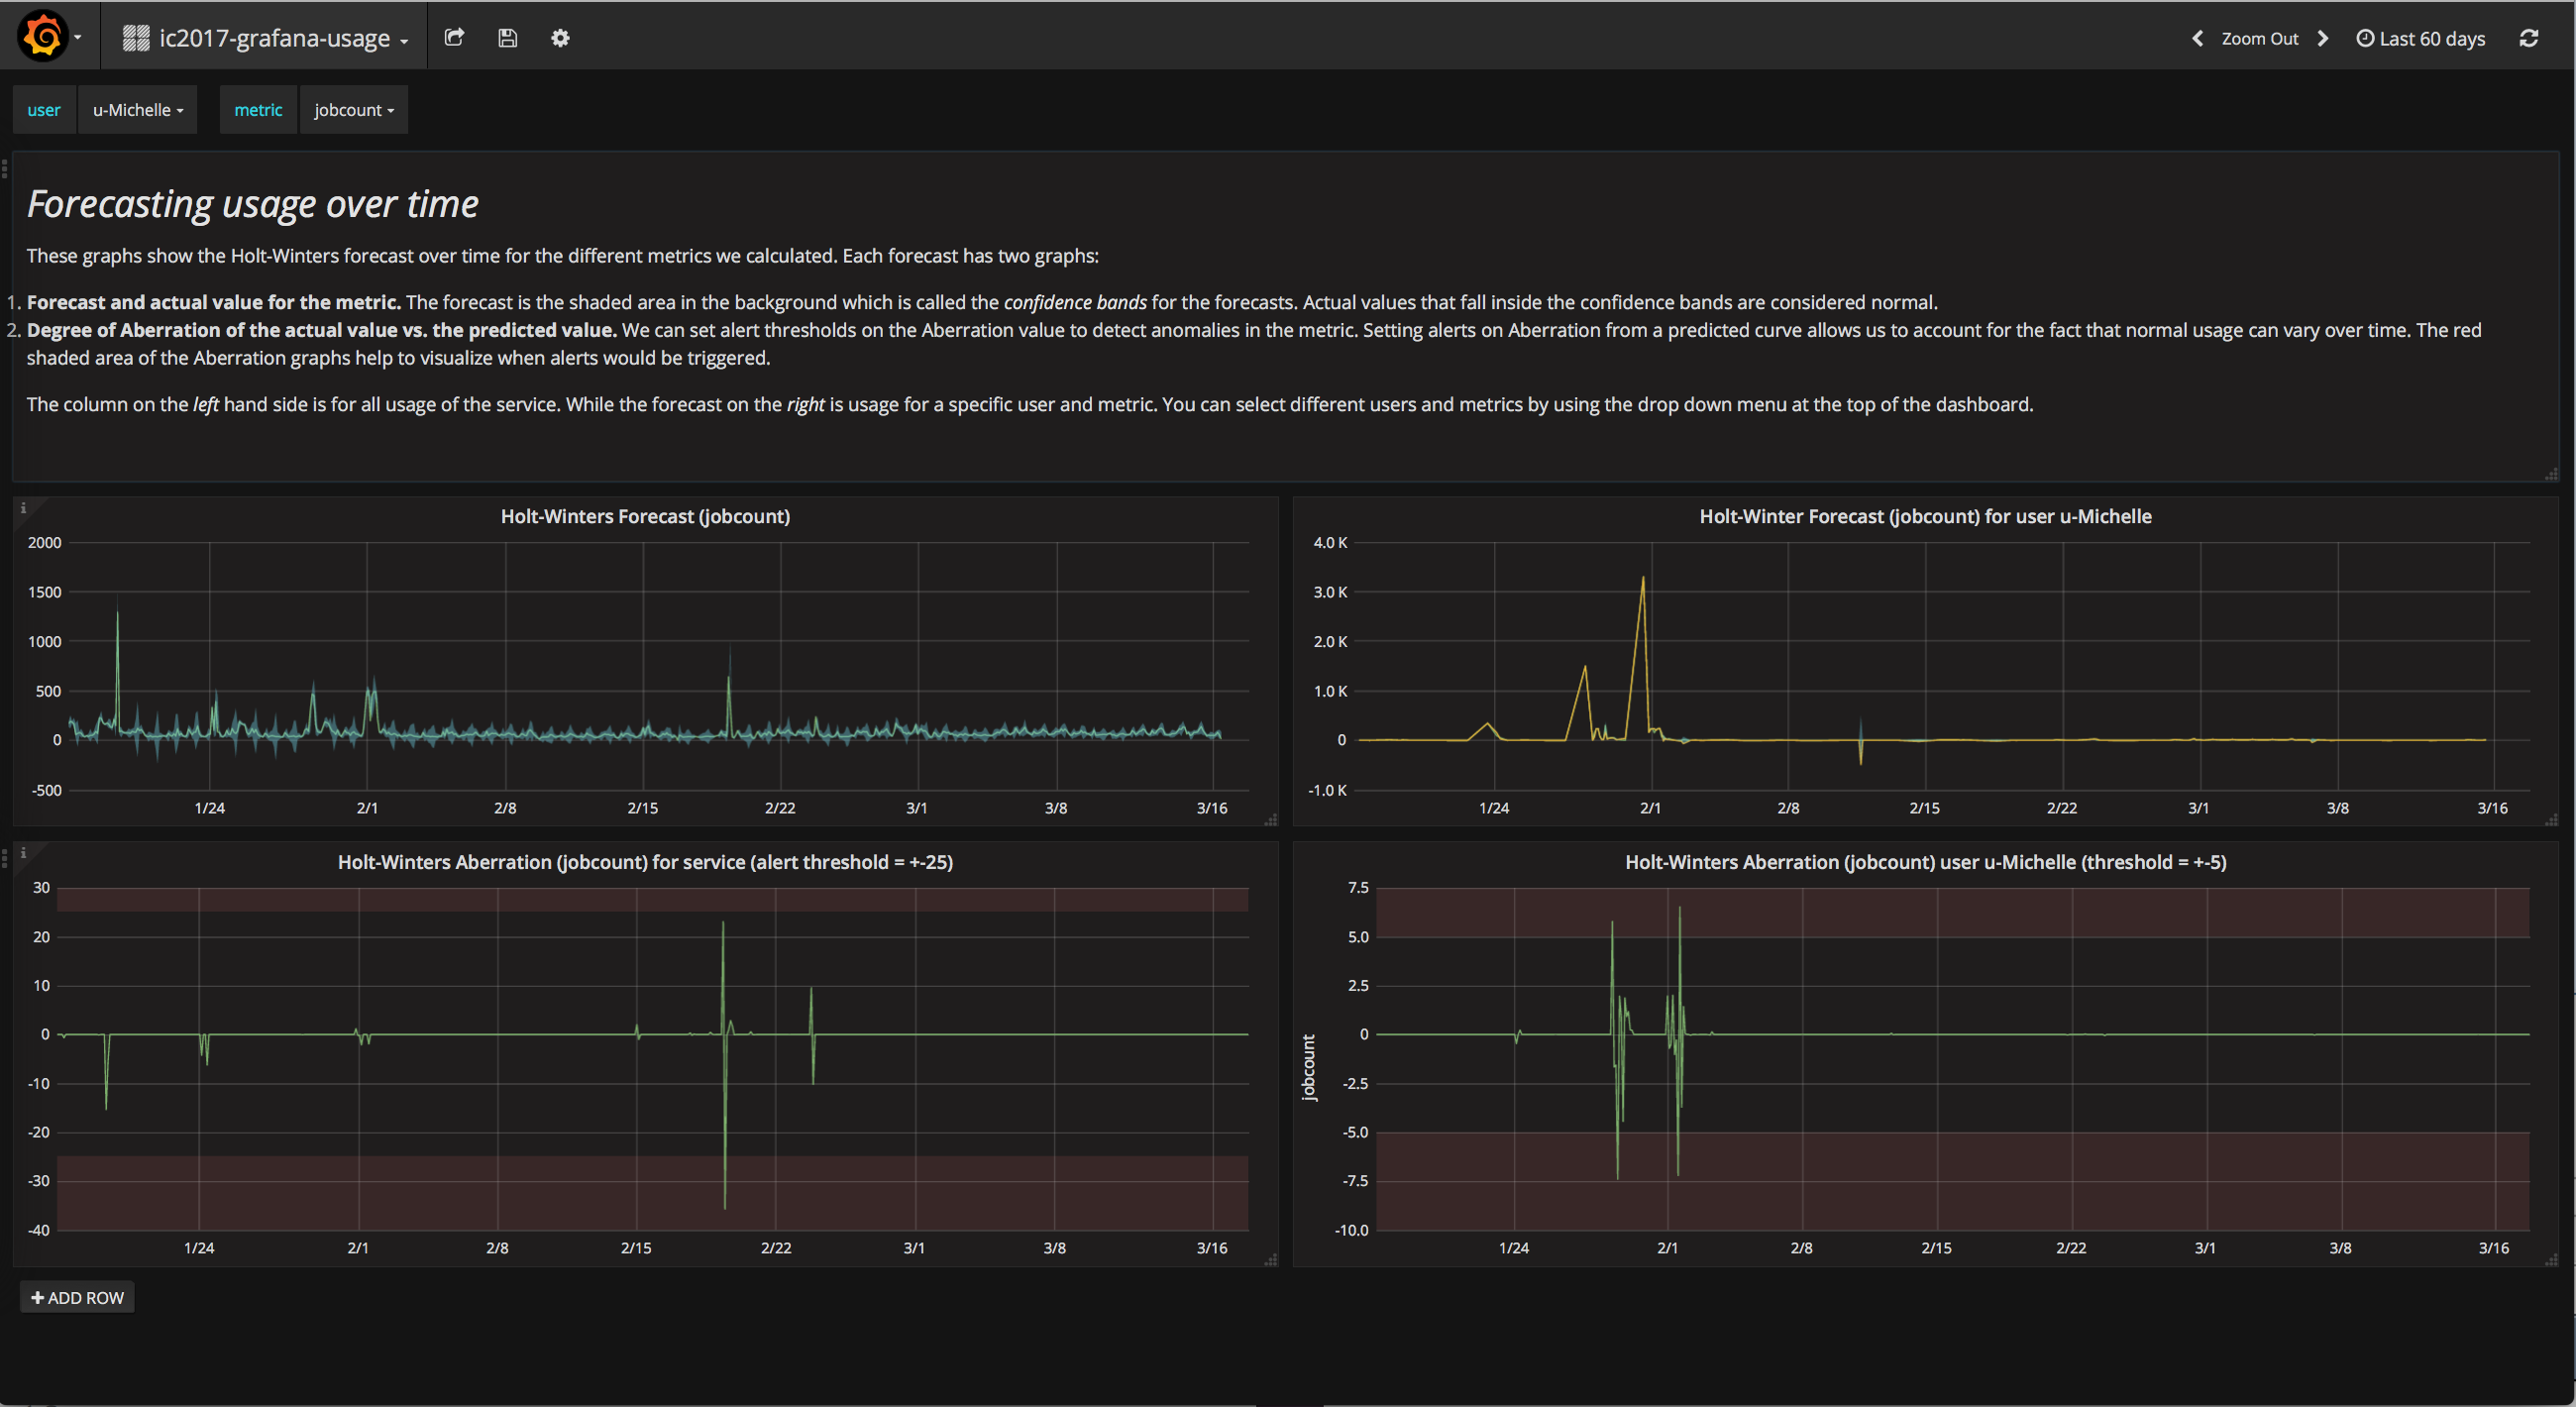 ic2017-grafana-usage
Zoom Out
Last 60 days
user u-Michelle metric jobcount
Forecasting usage over time
These graphs show the Holt-Winters forecast over time for the different metrics we calculated. Each forecast has two graphs:
1. Forecast and actual value for the metric. The forecast is the shaded area in the background which is called the confidence bands for the forecasts. Actual values that fall inside the confidence bands are considered normal.
2. Degree of Aberration of the actual value vs. the predicted value. We can set alert thresholds on the Aberration value to detect anomalies in the metric. Setting alerts on Aberration from a predicted curve allows us to account for the fact that normal usage can vary over time. The red
shaded area of the Aberration graphs help to visualize when alerts would be triggered.
The column on the left hand side is for all usage of the service. While the forecast on the right is usage for a specific user and metric. You can select different users and metrics by using the drop down menu at the top of the dashboard.
i
Holt-Winters Forecast (jobcount)
2000
1500
1000
500
0
-500
1/24 2/1 2/8 2/15 2/22 3/1 3/8 3/16
Holt-Winter Forecast (jobcount) for user u-Michelle
4.0 K
3.0 K
2.0 K
1.0 K
0
-1.0 K
1/24 2/1 2/8 2/15 2/22 3/1 3/8 3/16
i
Holt-Winters Aberration (jobcount) for service (alert threshold = +-25)
30
20
10
0
-10
-20
-30
-40
1/24 2/1 2/8 2/15 2/22 3/1 3/8 3/16
Holt-Winters Aberration (jobcount) user u-Michelle (threshold = +-5)
jobcount
7.5
5.0
2.5
0
-2.5
-5.0
-7.5
-10.0
1/24 2/1 2/8 2/15 2/22 3/1 3/8 3/16
+ ADD ROW